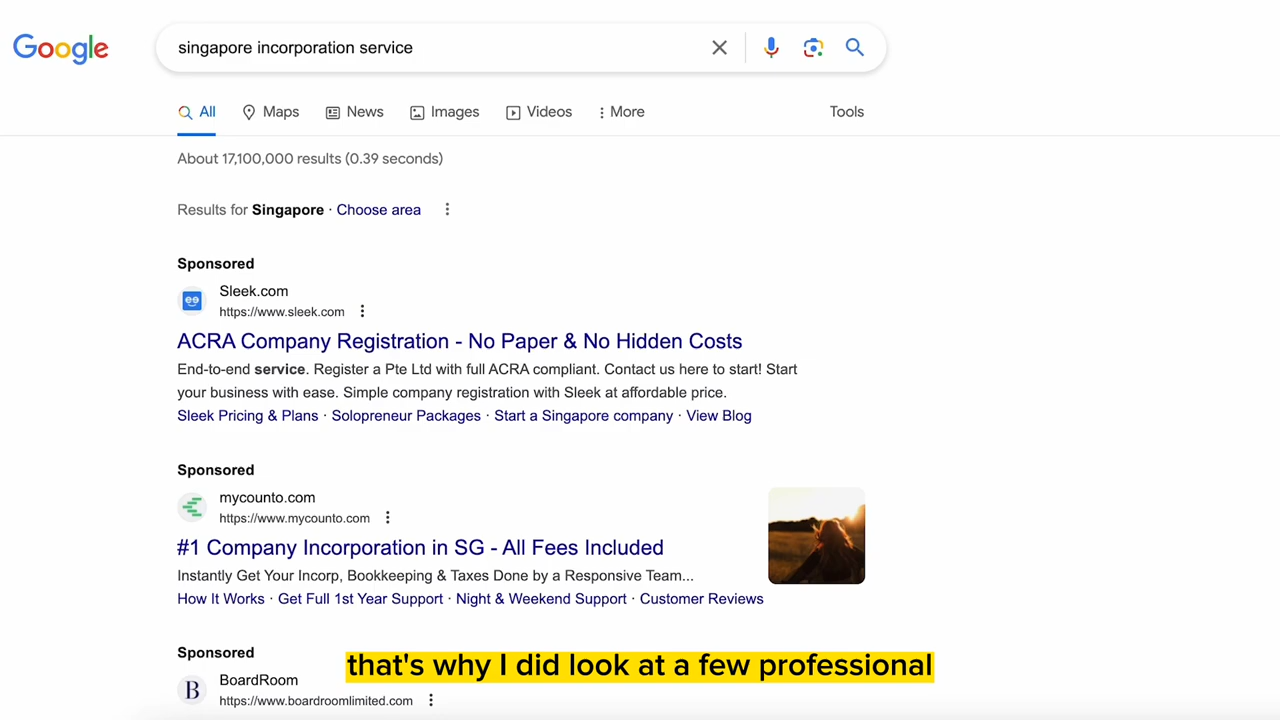 Google
singapore incorporation service
All Maps News Images Videos More Tools
About 17,100,000 results (0.39 seconds)
Results for Singapore · Choose area
Sponsored
Sleek.com
https://www.sleek.com
ACRA Company Registration - No Paper & No Hidden Costs
End-to-end service. Register a Pte Ltd with full ACRA compliant. Contact us here to start! Start
your business with ease. Simple company registration with Sleek at affordable price.
Sleek Pricing & Plans · Solopreneur Packages · Start a Singapore company · View Blog
Sponsored
mycounto.com
https://www.mycounto.com
#1 Company Incorporation in SG - All Fees Included
Instantly Get Your Incorp, Bookkeeping & Taxes Done by a Responsive Team...
How It Works · Get Full 1st Year Support · Night & Weekend Support · Customer Reviews
Sponsored
B
BoardRoom
https://www.boardroomlimited.com
that's why I did look at a few professional